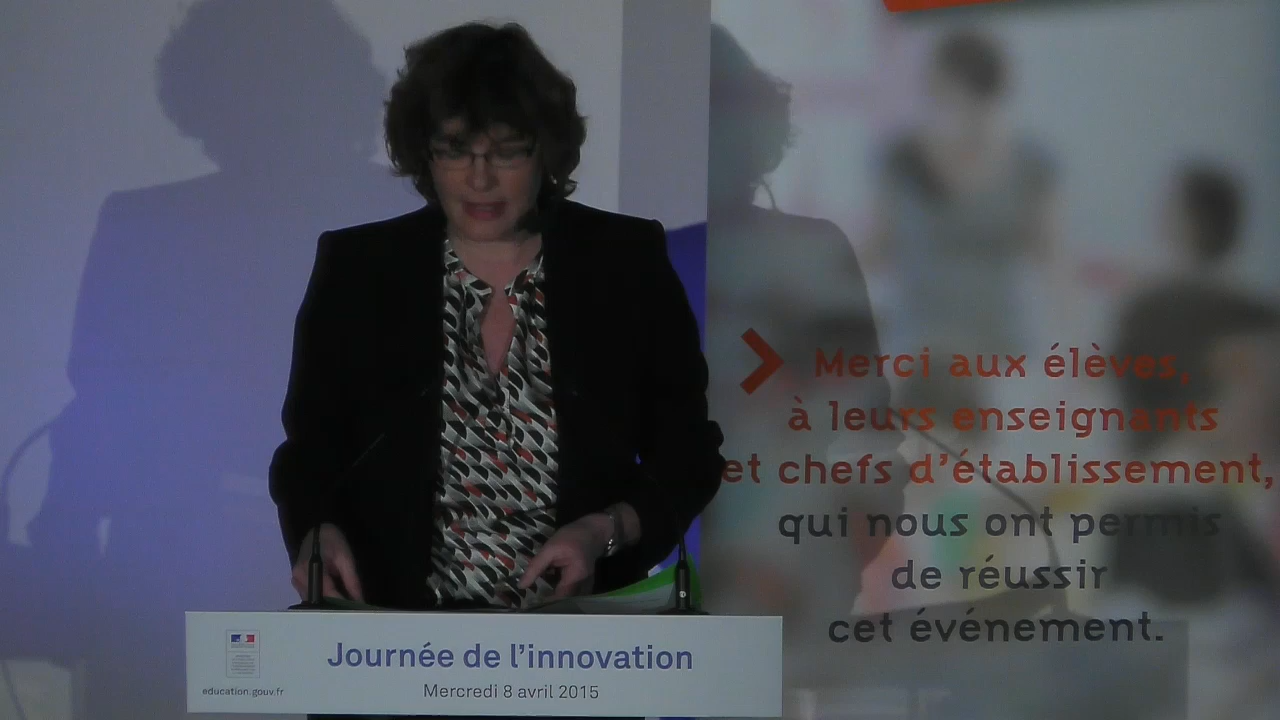 Merci aux élèves,
à leurs enseignants
et chefs d'établissement,
qui nous ont permis
de réussir
cet événement.
Journée de l'innovation
education.gouv.fr
Mercredi 8 avril 2015